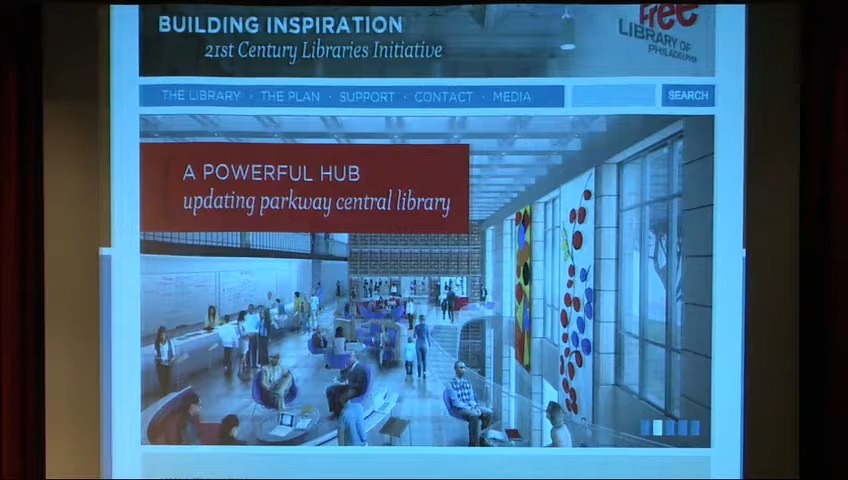 BUILDING INSPIRATION
21st Century Libraries Initiative
Free
LIBRARY OF
PHILADELPHIA
THE LIBRARY · THE PLAN · SUPPORT · CONTACT · MEDIA
SEARCH
A POWERFUL HUB
updating parkway central library